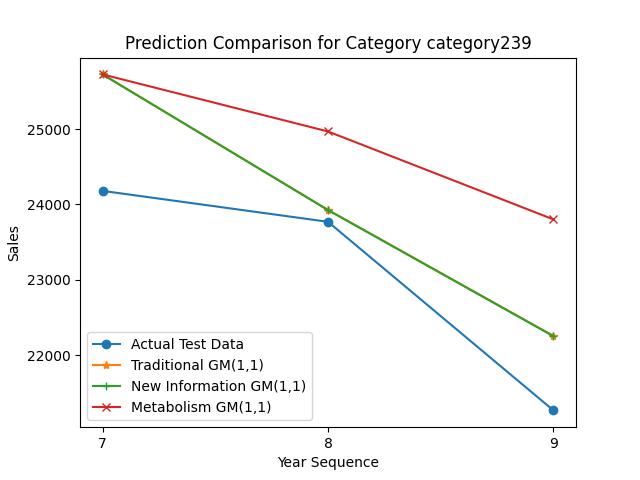 Prediction Comparison for Category category239
Sales
25000
24000
23000
22000
Actual Test Data
Traditional GM(1,1)
New Information GM(1,1)
Metabolism GM(1,1)
7
8
9
Year Sequence